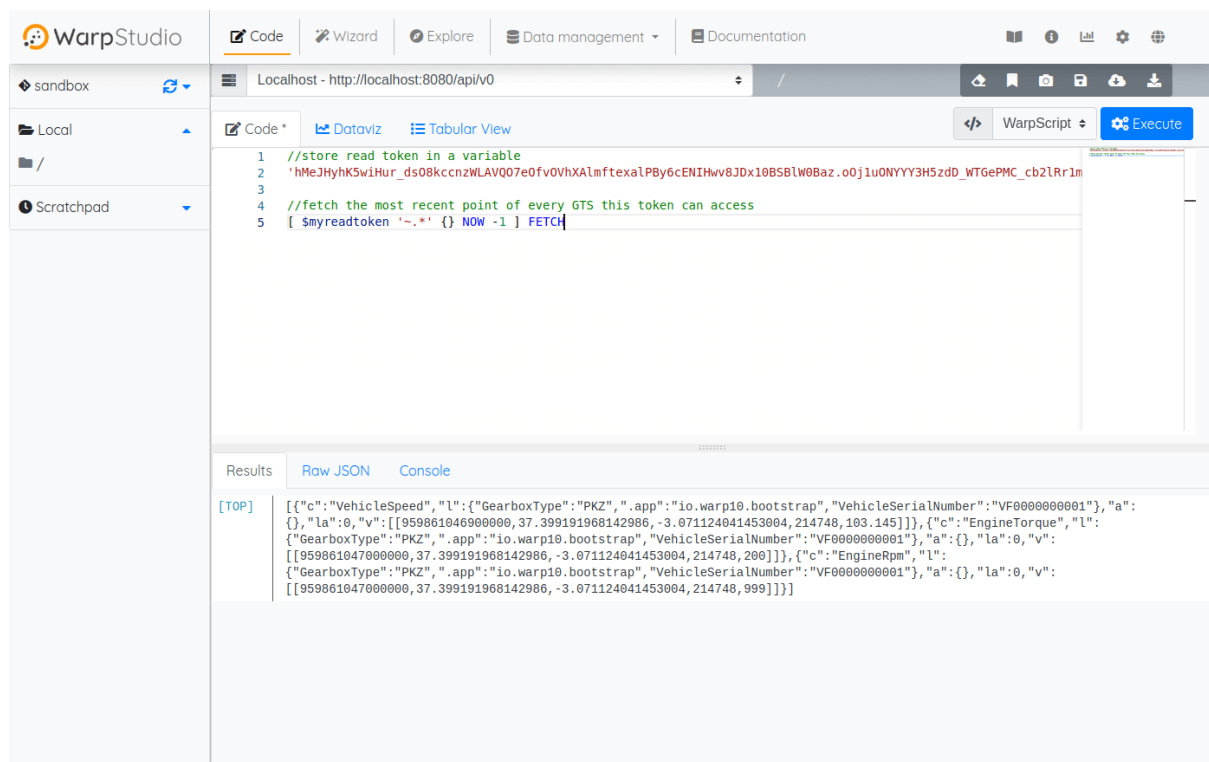 WarpStudio
Code
Wizard
Explore
Data management
Documentation
sandbox
Local
/
Scratchpad
Localhost - http://localhost:8080/api/v0
/
Code *
Dataviz
Tabular View
</> WarpScript
Execute
1 //store read token in a variable
2 'hMeJHyhK5wiHur_dsO8kccnzWLAVQO7eOfvOVhXAlmftexalPBy6cENIHwv8JDx10BSBlW0Baz.oOj1uONYYY3H5zdD_WTGePMC_cb2lRr1m
3
4 //fetch the most recent point of every GTS this token can access
5 [ $myreadtoken '~.*' {} NOW -1 ] FETCH
Results
Raw JSON
Console
[TOP] [{"c":"VehicleSpeed","l":{"GearboxType":"PKZ",".app":"io.warp10.bootstrap","VehicleSerialNumber":"VF0000000001"},"a":
{},"la":0,"v":[[959861046900000,37.399191968142986,-3.071124041453004,214748,103.145]]},{"c":"EngineTorque","l":
{"GearboxType":"PKZ",".app":"io.warp10.bootstrap","VehicleSerialNumber":"VF0000000001"},"a":{},"la":0,"v":
[[959861047000000,37.399191968142986,-3.071124041453004,214748,200]]},{"c":"EngineRpm","l":
{"GearboxType":"PKZ",".app":"io.warp10.bootstrap","VehicleSerialNumber":"VF0000000001"},"a":{},"la":0,"v":
[[959861047000000,37.399191968142986,-3.071124041453004,214748,999]]}]